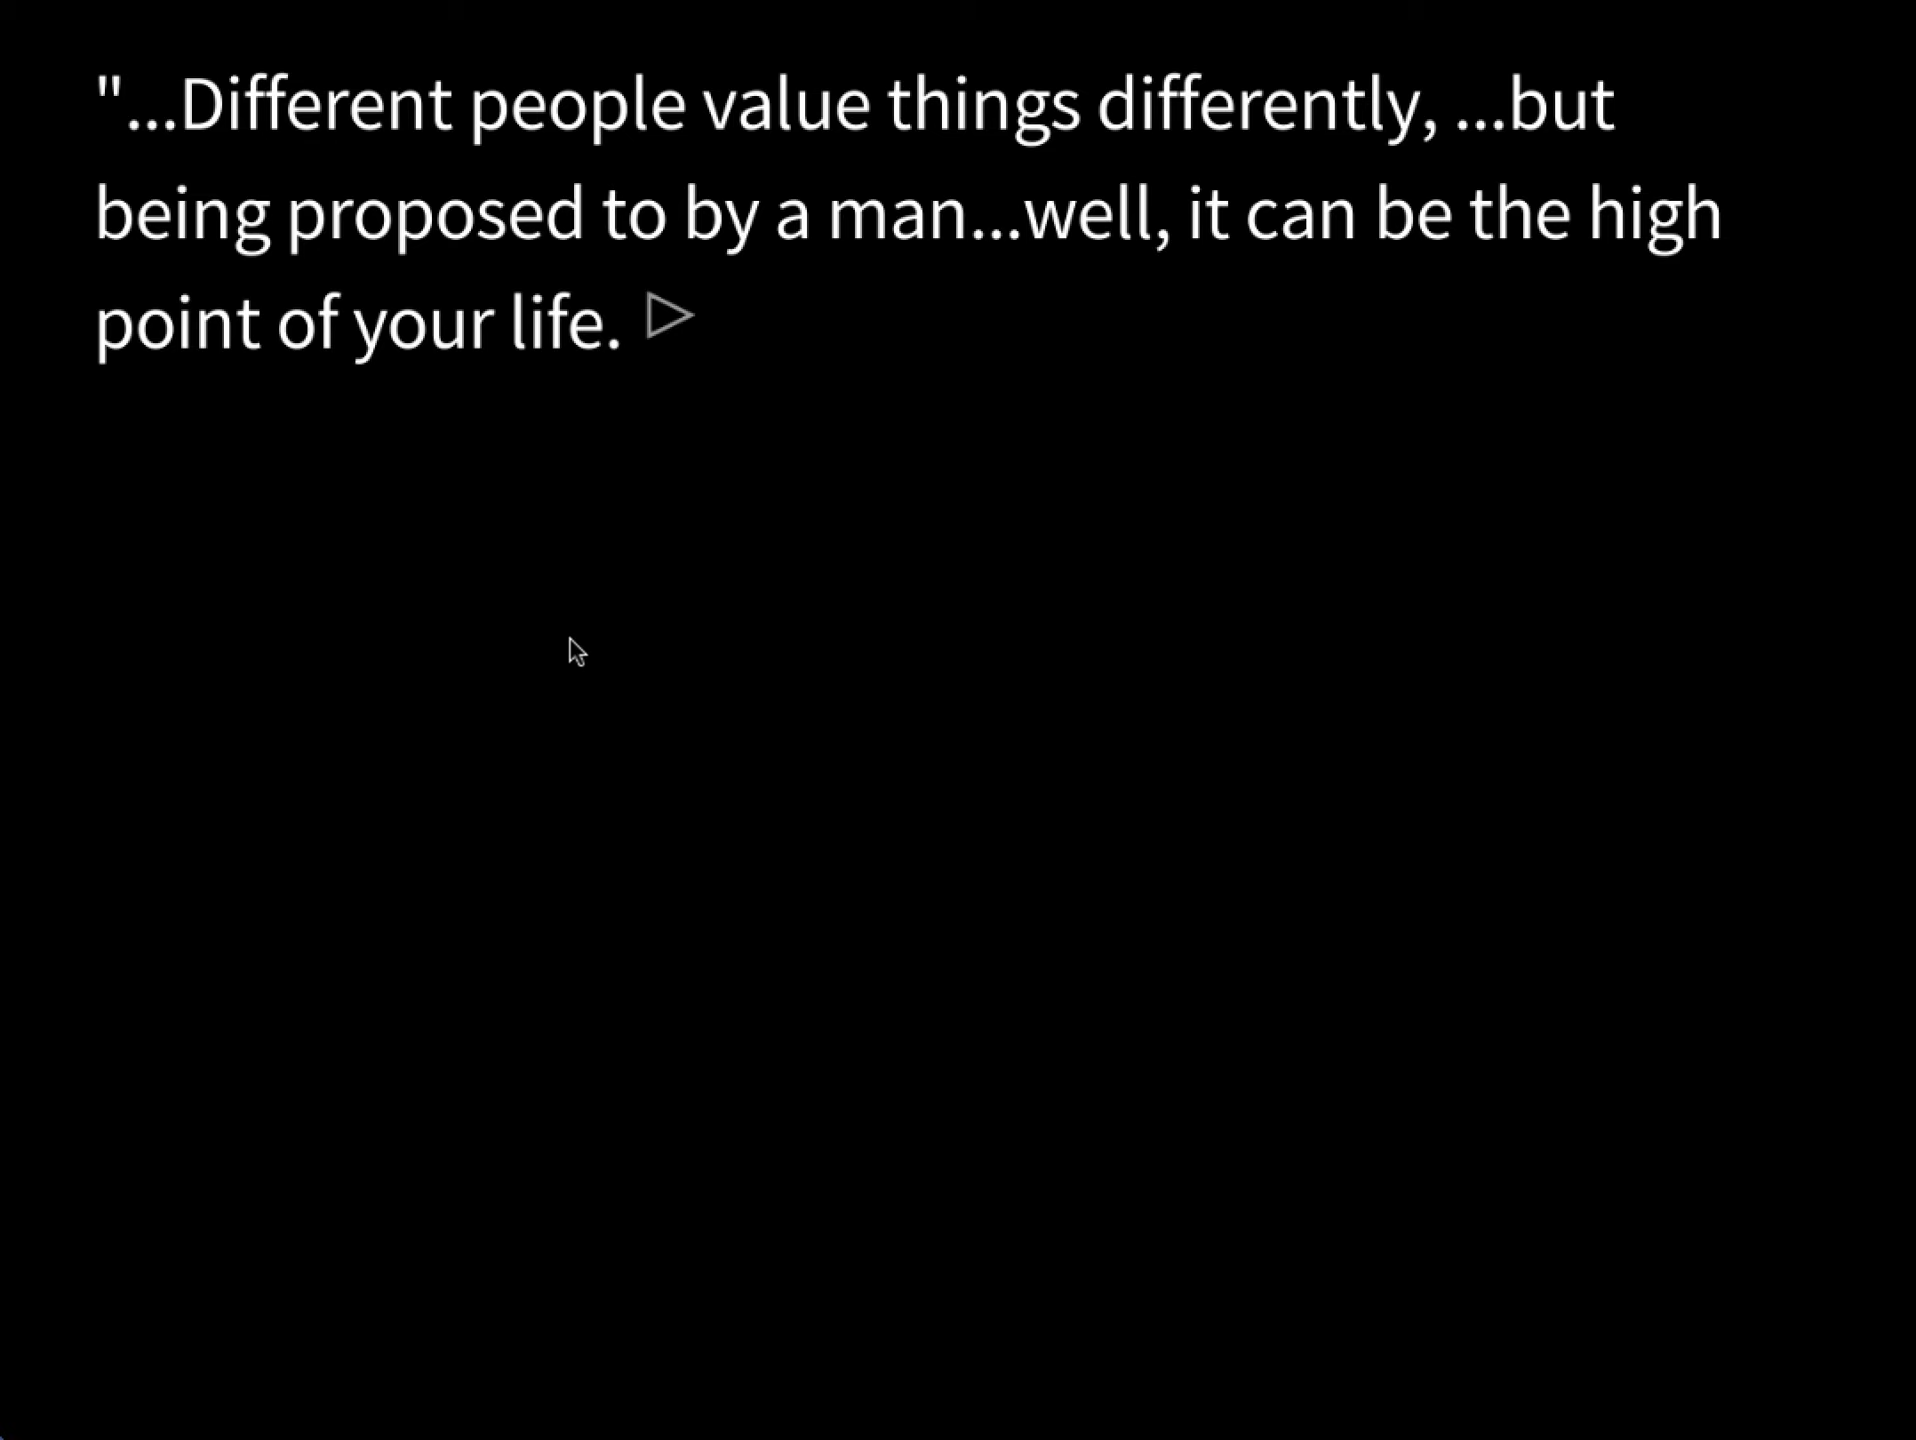 "...Different people value things differently, ...but
being proposed to by a man...well, it can be the high
point of your life.